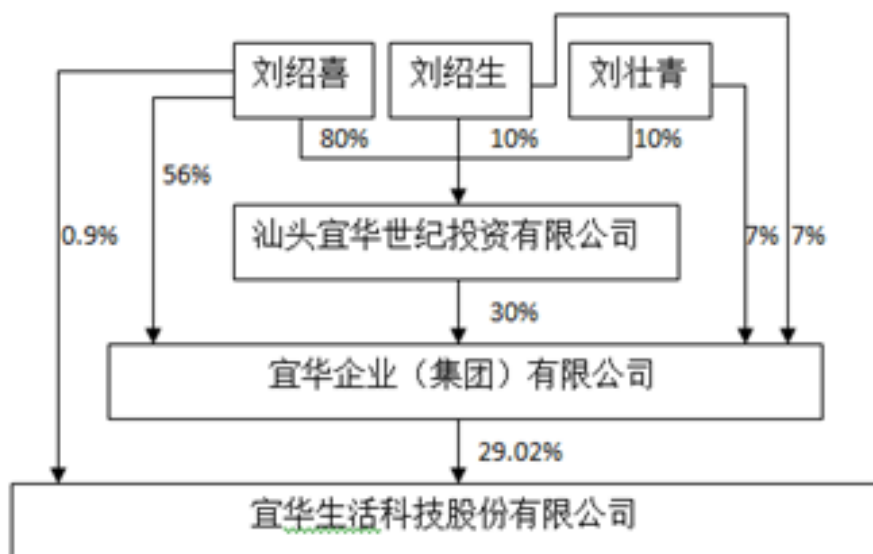 刘绍喜
刘绍生
刘壮青
80%
10%
10%
56%
0.9%
汕头宜华世纪投资有限公司
7%
7%
30%
宜华企业（集团）有限公司
29.02%
宜华生活科技股份有限公司